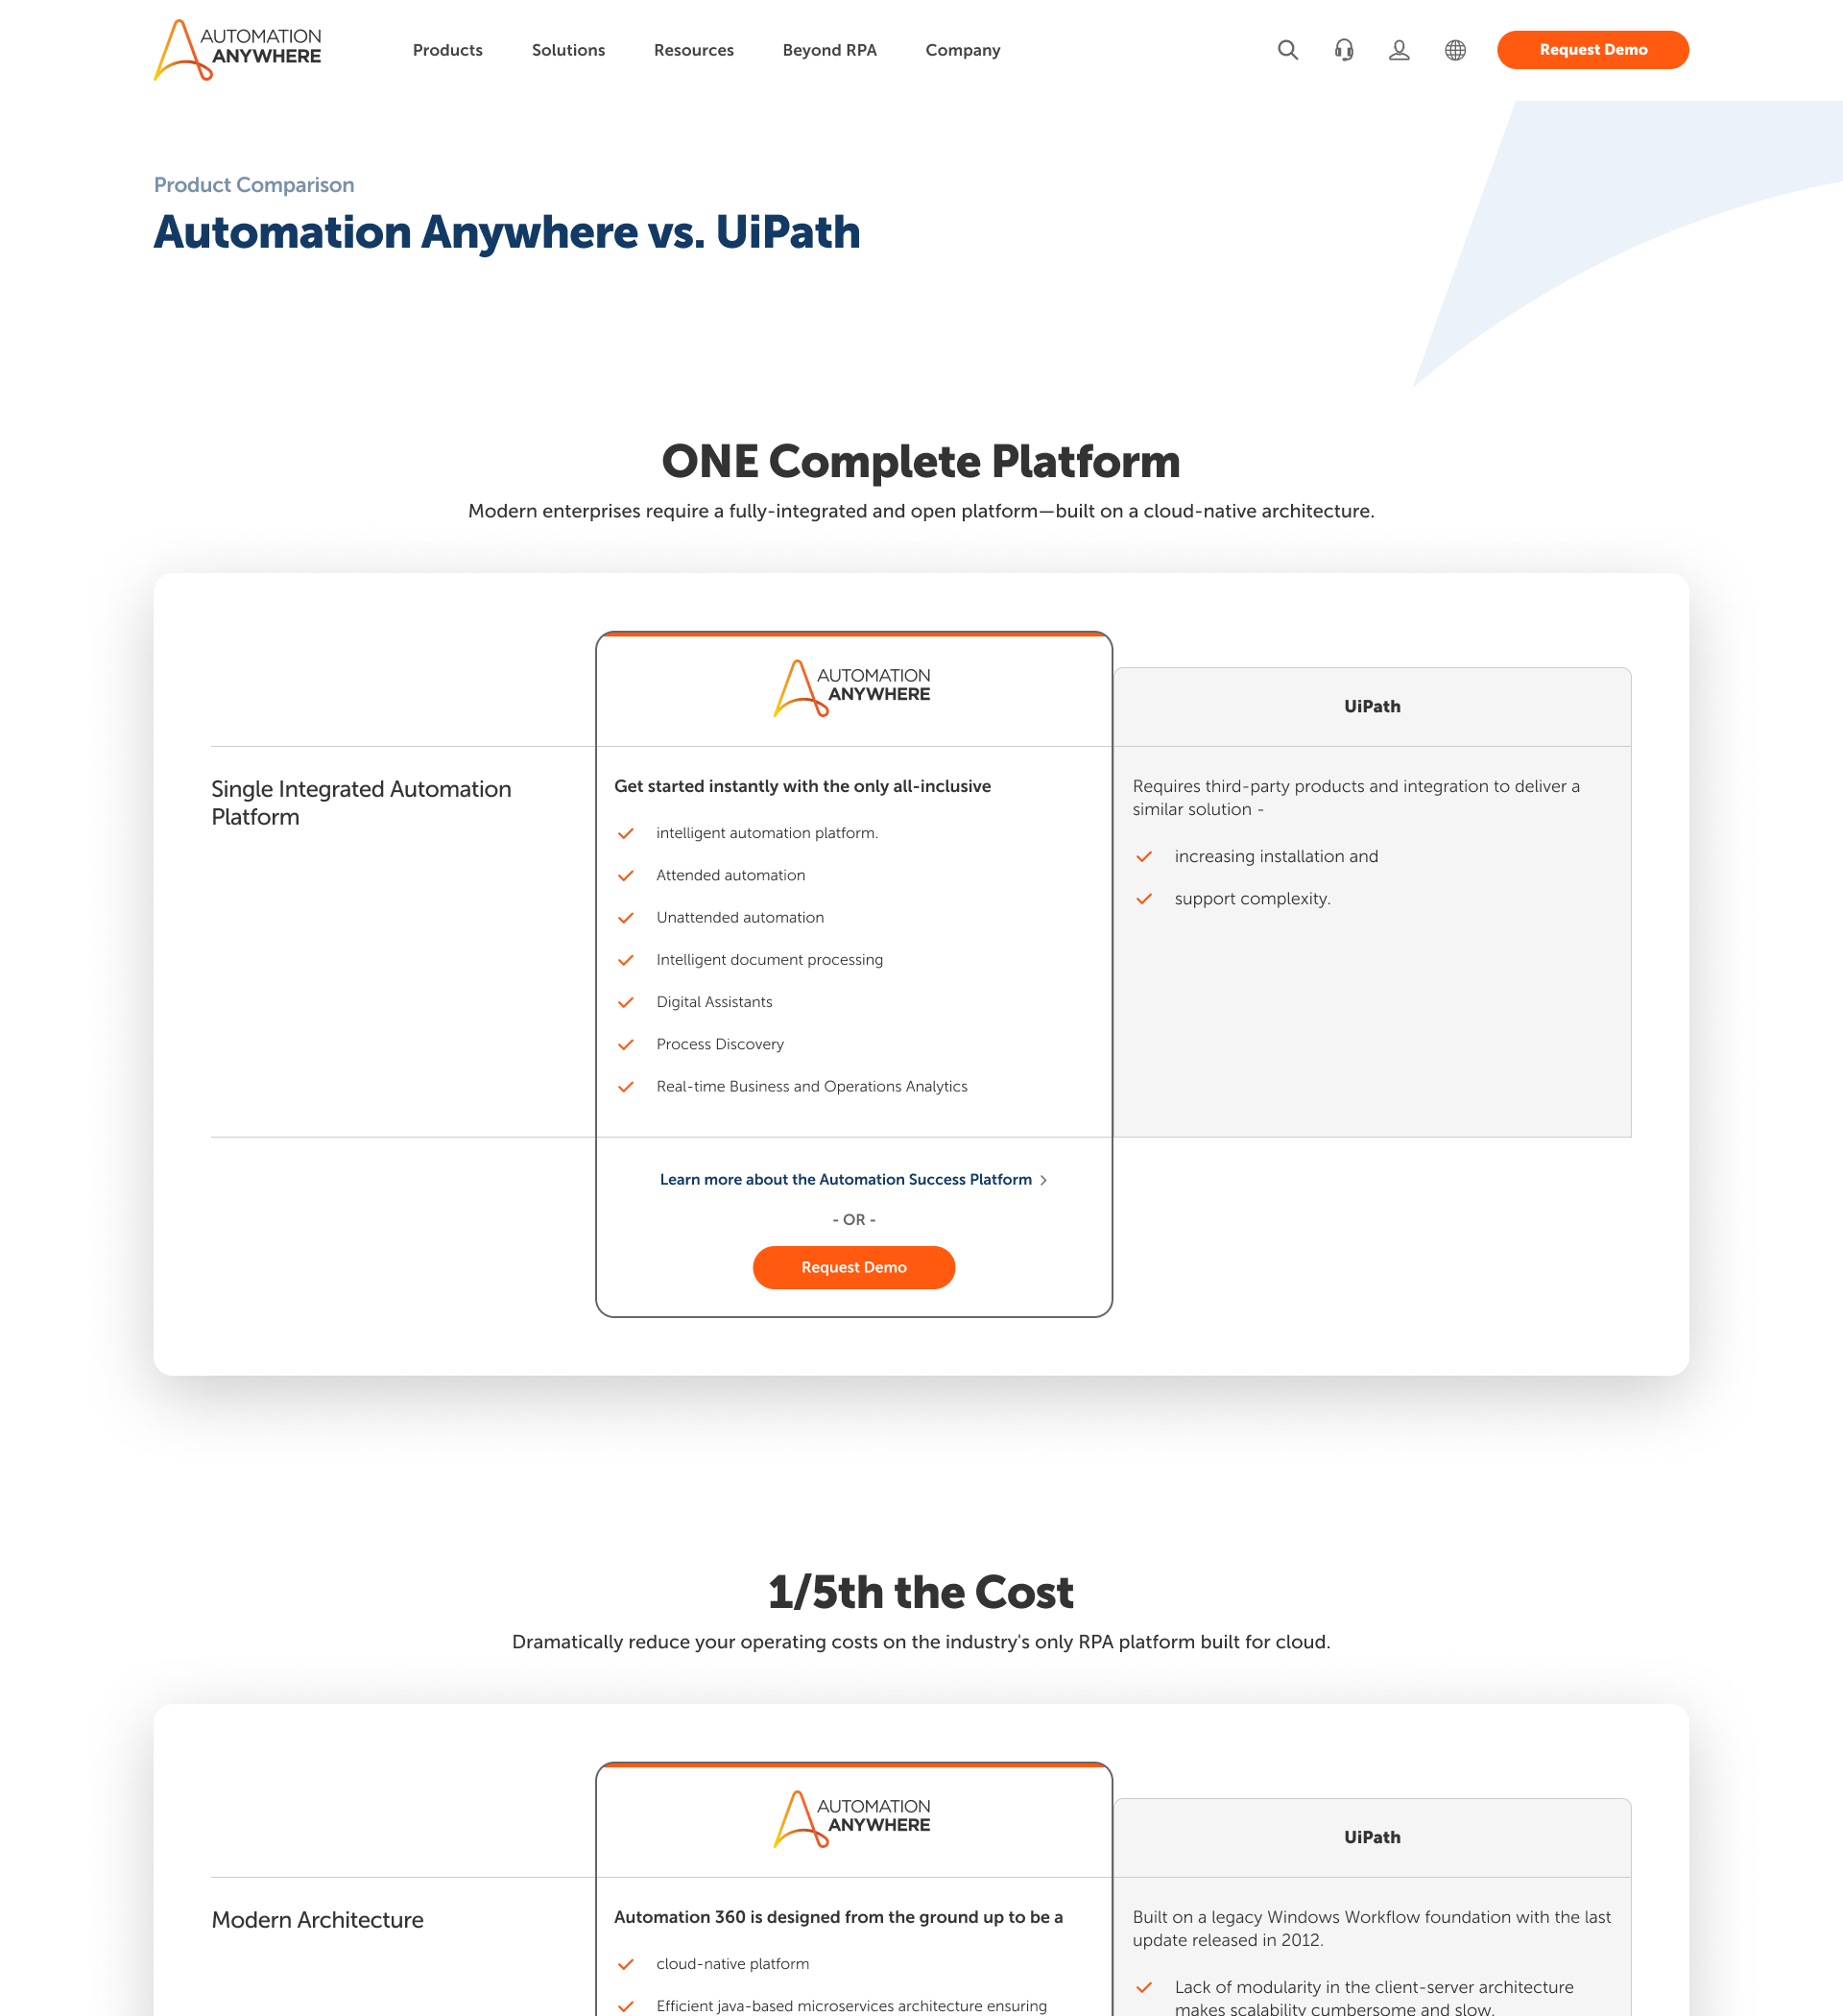 AUTOMATION
ANYWHERE
Products
Solutions
Resources
Beyond RPA
Company
Request Demo
Product Comparison
Automation Anywhere vs. UiPath
ONE Complete Platform
Modern enterprises require a fully-integrated and open platform—built on a cloud-native architecture.
AUTOMATION
ANYWHERE
UiPath
Single Integrated Automation
Platform
Get started instantly with the only all-inclusive
intelligent automation platform.
Attended automation
Unattended automation
Intelligent document processing
Digital Assistants
Process Discovery
Real-time Business and Operations Analytics
Requires third-party products and integration to deliver a
similar solution -
increasing installation and
support complexity.
Learn more about the Automation Success Platform
- OR -
Request Demo
1/5th the Cost
Dramatically reduce your operating costs on the industry's only RPA platform built for cloud.
AUTOMATION
ANYWHERE
UiPath
Modern Architecture
Automation 360 is designed from the ground up to be a
cloud-native platform
Efficient java-based microservices architecture ensuring
Built on a legacy Windows Workflow foundation with the last
update released in 2012.
Lack of modularity in the client-server architecture
makes scalability cumbersome and slow.